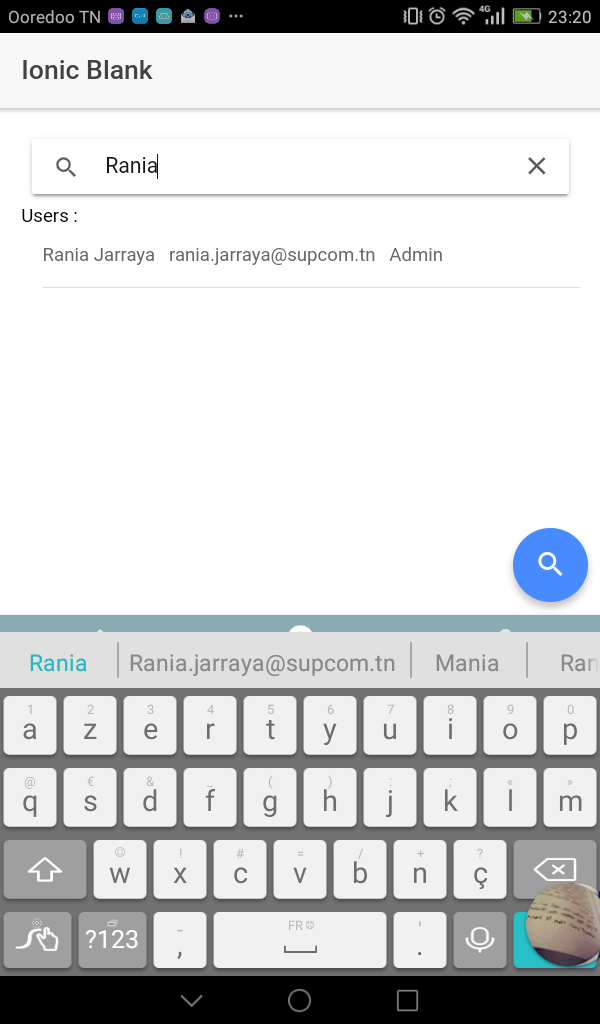 Ooredoo TN 4G 23:20
Ionic Blank
Rania
Users :
Rania Jarraya rania.jarraya@supcom.tn Admin
Rania Rania.jarraya@supcom.tn Mania Ran
1 2 3 4 5 6 7 8 9 0
a z e r t y u i o p
@ € & _ ( ) : ; « »
q s d f g h j k l m
! # = / + ?
w x c v b n ç
?123 , FR .